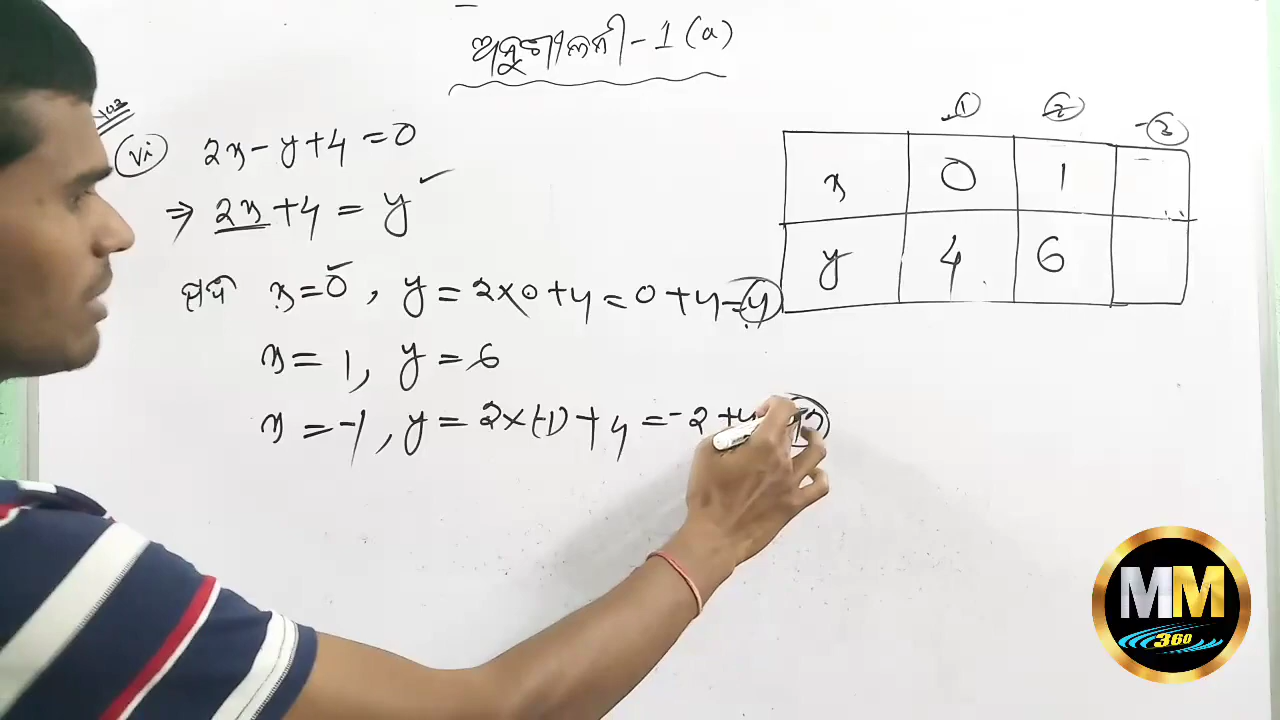 ଅନୁଶୀଳନୀ - 1 (a)
(vi) 2x - y + 4 = 0
⇒ 2x + 4 = y ✓
ଯଦି x = 0, y = 2×0+4 = 0+4 = 4
x = 1, y = 6
x = -1, y = 2×(-1) + 4 = -2 + 4
① ② ③
x 0 1
y 4 6
MM
360